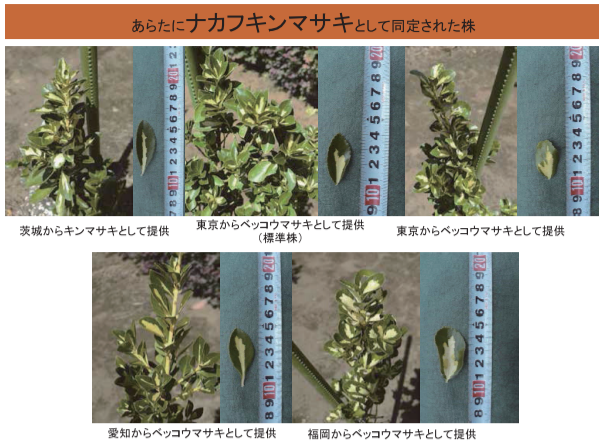 あらたにナカフキンマサキとして同定された株
茨城からキンマサキとして提供
東京からベッコウマサキとして提供
（標準株）
東京からベッコウマサキとして提供
愛知からベッコウマサキとして提供
福岡からベッコウマサキとして提供